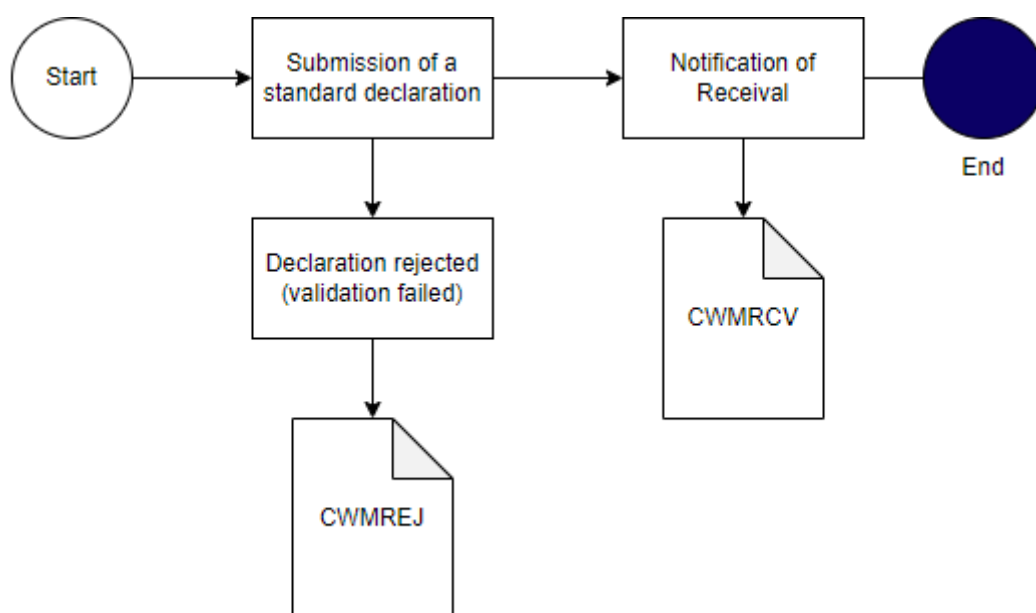 Start
Submission of a
standard declaration
Notification of
Receival
End
Declaration rejected
(validation failed)
CWMRCV
CWMREJ